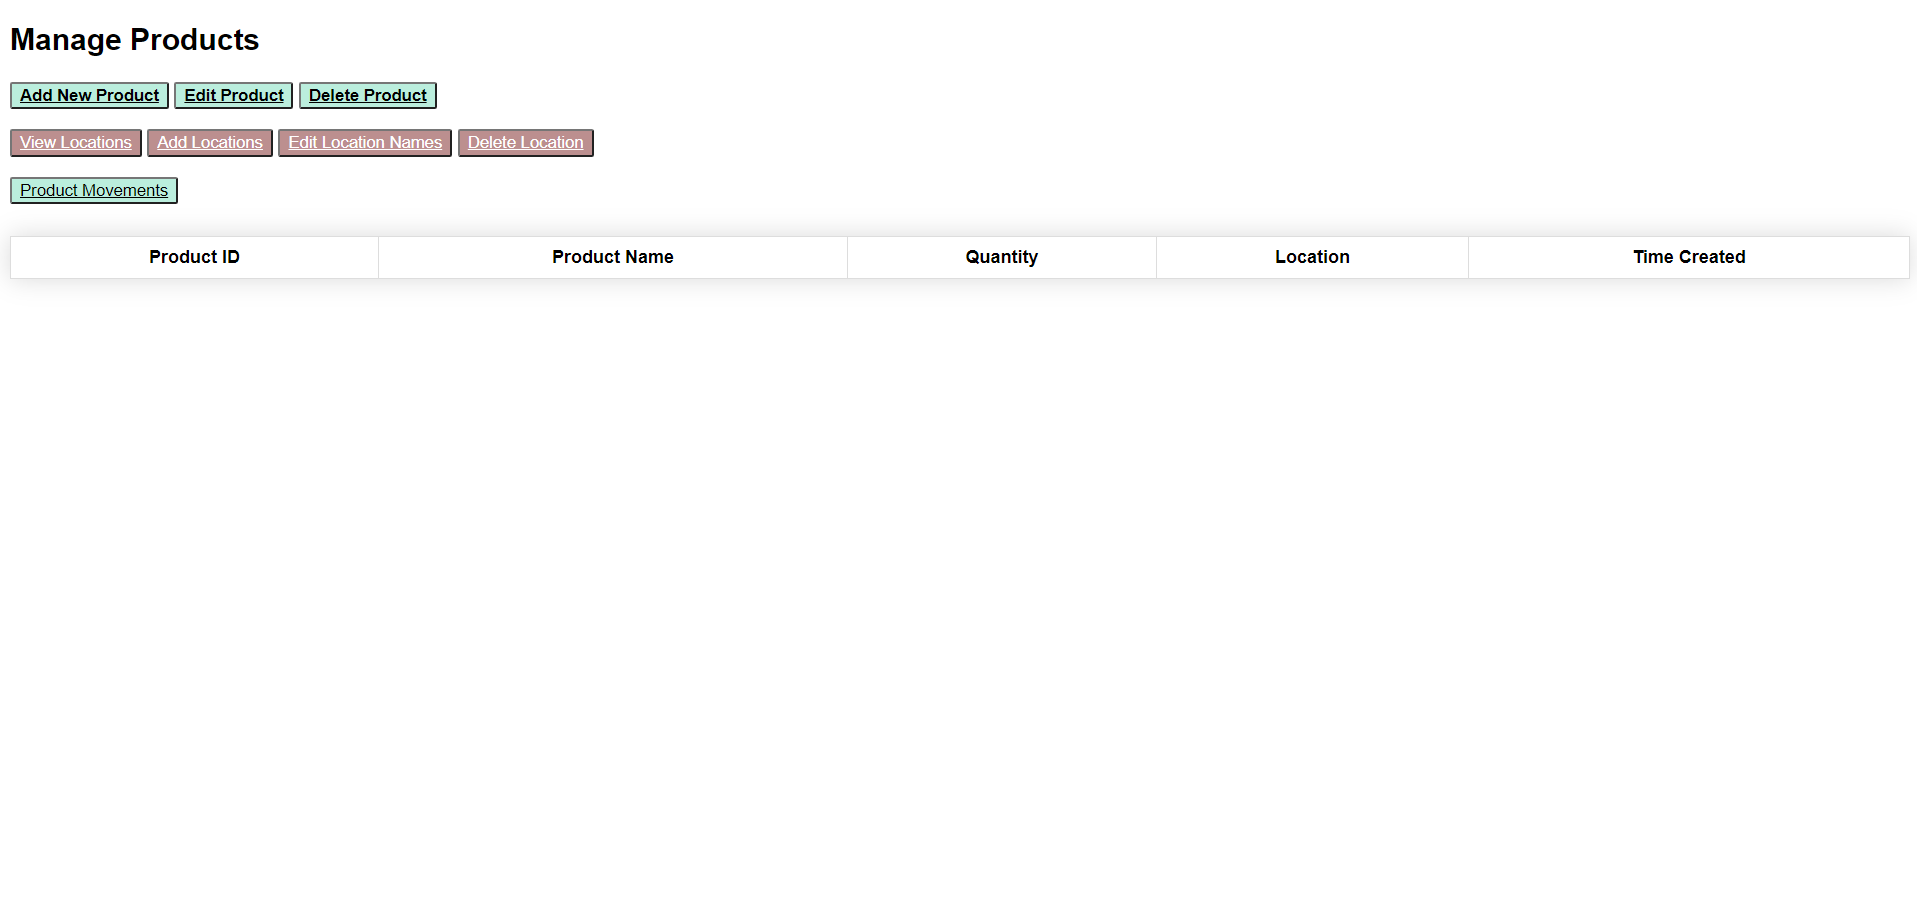 Manage Products
Add New Product Edit Product Delete Product
View Locations Add Locations Edit Location Names Delete Location
Product Movements
Product ID Product Name Quantity Location Time Created